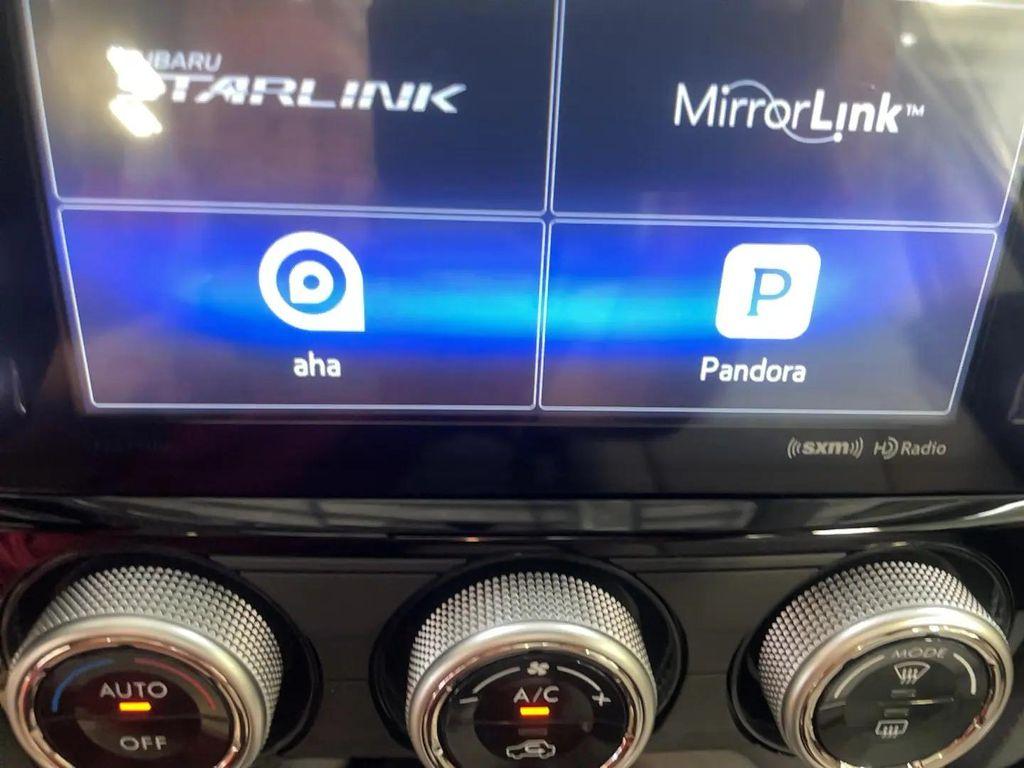 SUBARU
STARLINK
MirrorLink™
aha
Pandora
sxm HD Radio
AUTO
OFF
A/C
- +
MODE